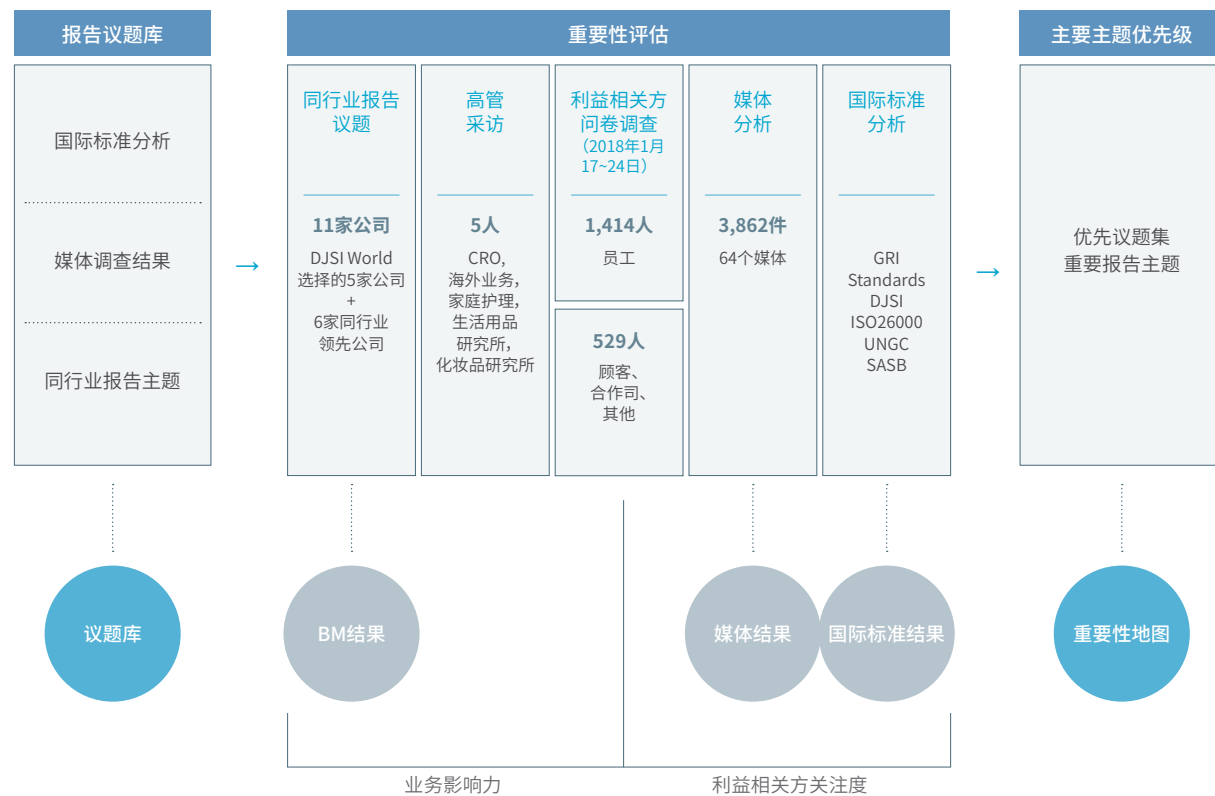 报告议题库
国际标准分析
媒体调查结果
同行业报告主题
→
重要性评估
同行业报告
议题
11家公司
DJSI World
选择的5家公司
+
6家同行业
领先公司
高管
采访
5人
CRO,
海外业务,
家庭护理,
生活用品
研究所,
化妆品研究所
利益相关方
问卷调查
（2018年1月
17~24日）
1,414人
员工
529人
顾客、
合作司、
其他
媒体
分析
3,862件
64个媒体
国际标准
分析
GRI
Standards
DJSI
ISO26000
UNGC
SASB
→
主要主题优先级
优先议题集
重要报告主题
议题库
BM结果
媒体结果
国际标准结果
重要性地图
业务影响力
利益相关方关注度